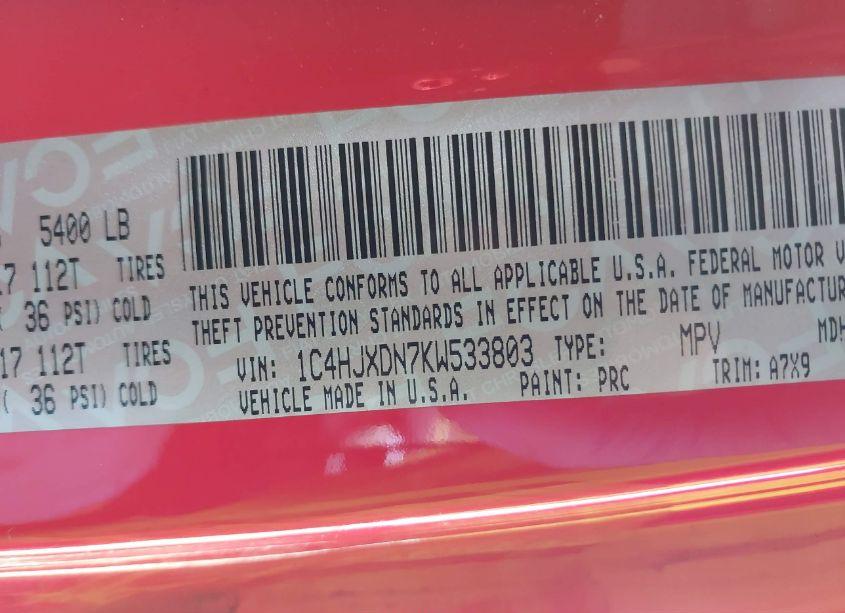 5400 LB
17 112T TIRES
( 36 PSI) COLD
17 112T TIRES
( 36 PSI) COLD
THIS VEHICLE CONFORMS TO ALL APPLICABLE U.S.A. FEDERAL MOTOR V
THEFT PREVENTION STANDARDS IN EFFECT ON THE DATE OF MANUFACTUR
VIN: 1C4HJXDN7KW533803 TYPE: MPV MDH
VEHICLE MADE IN U.S.A. PAINT: PRC TRIM: A7X9